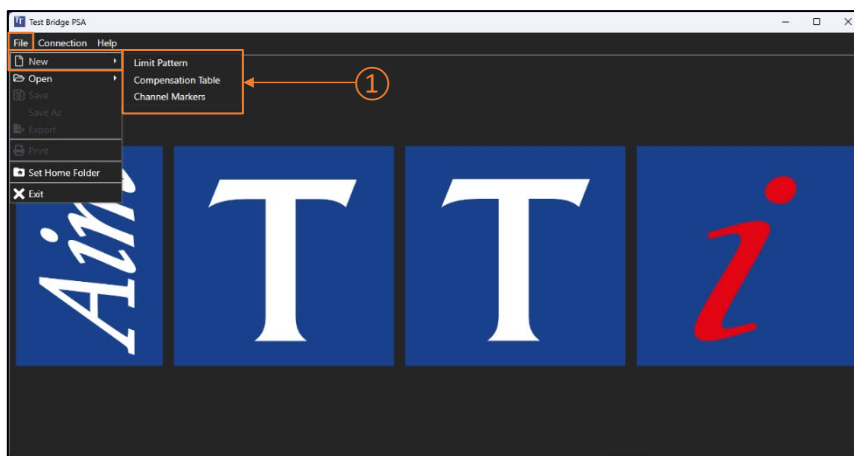 Test Bridge PSA
File Connection Help
New
Open
Save
Save As
Export
Print
Set Home Folder
Exit
Limit Pattern
Compensation Table
Channel Markers
1
Aim
T
T
i